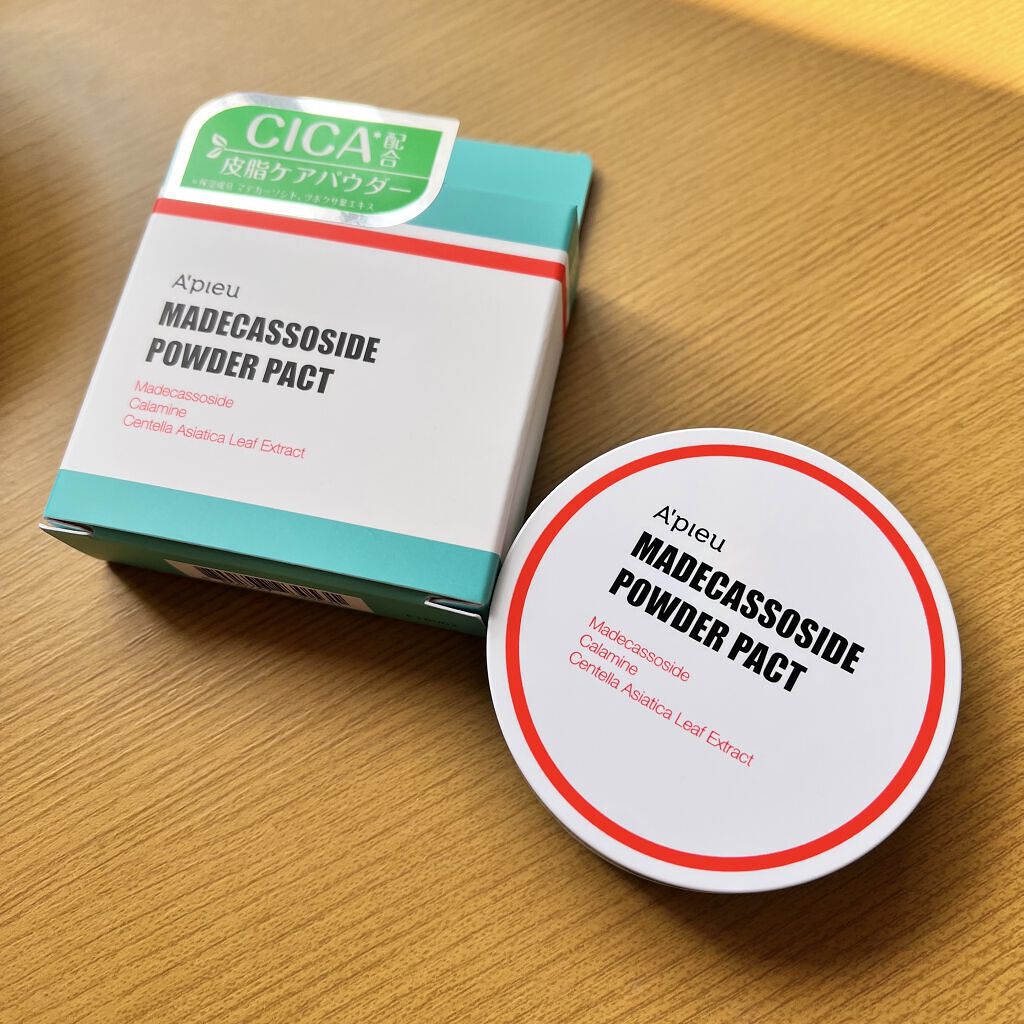 CICA*配合
皮脂ケアパウダー
*保湿成分 マデカッソシド、ツボクサ葉エキス
A'pieu
MADECASSOSIDE
POWDER PACT
Madecassoside
Calamine
Centella Asiatica Leaf Extract
A'pieu
MADECASSOSIDE
POWDER PACT
Madecassoside
Calamine
Centella Asiatica Leaf Extract